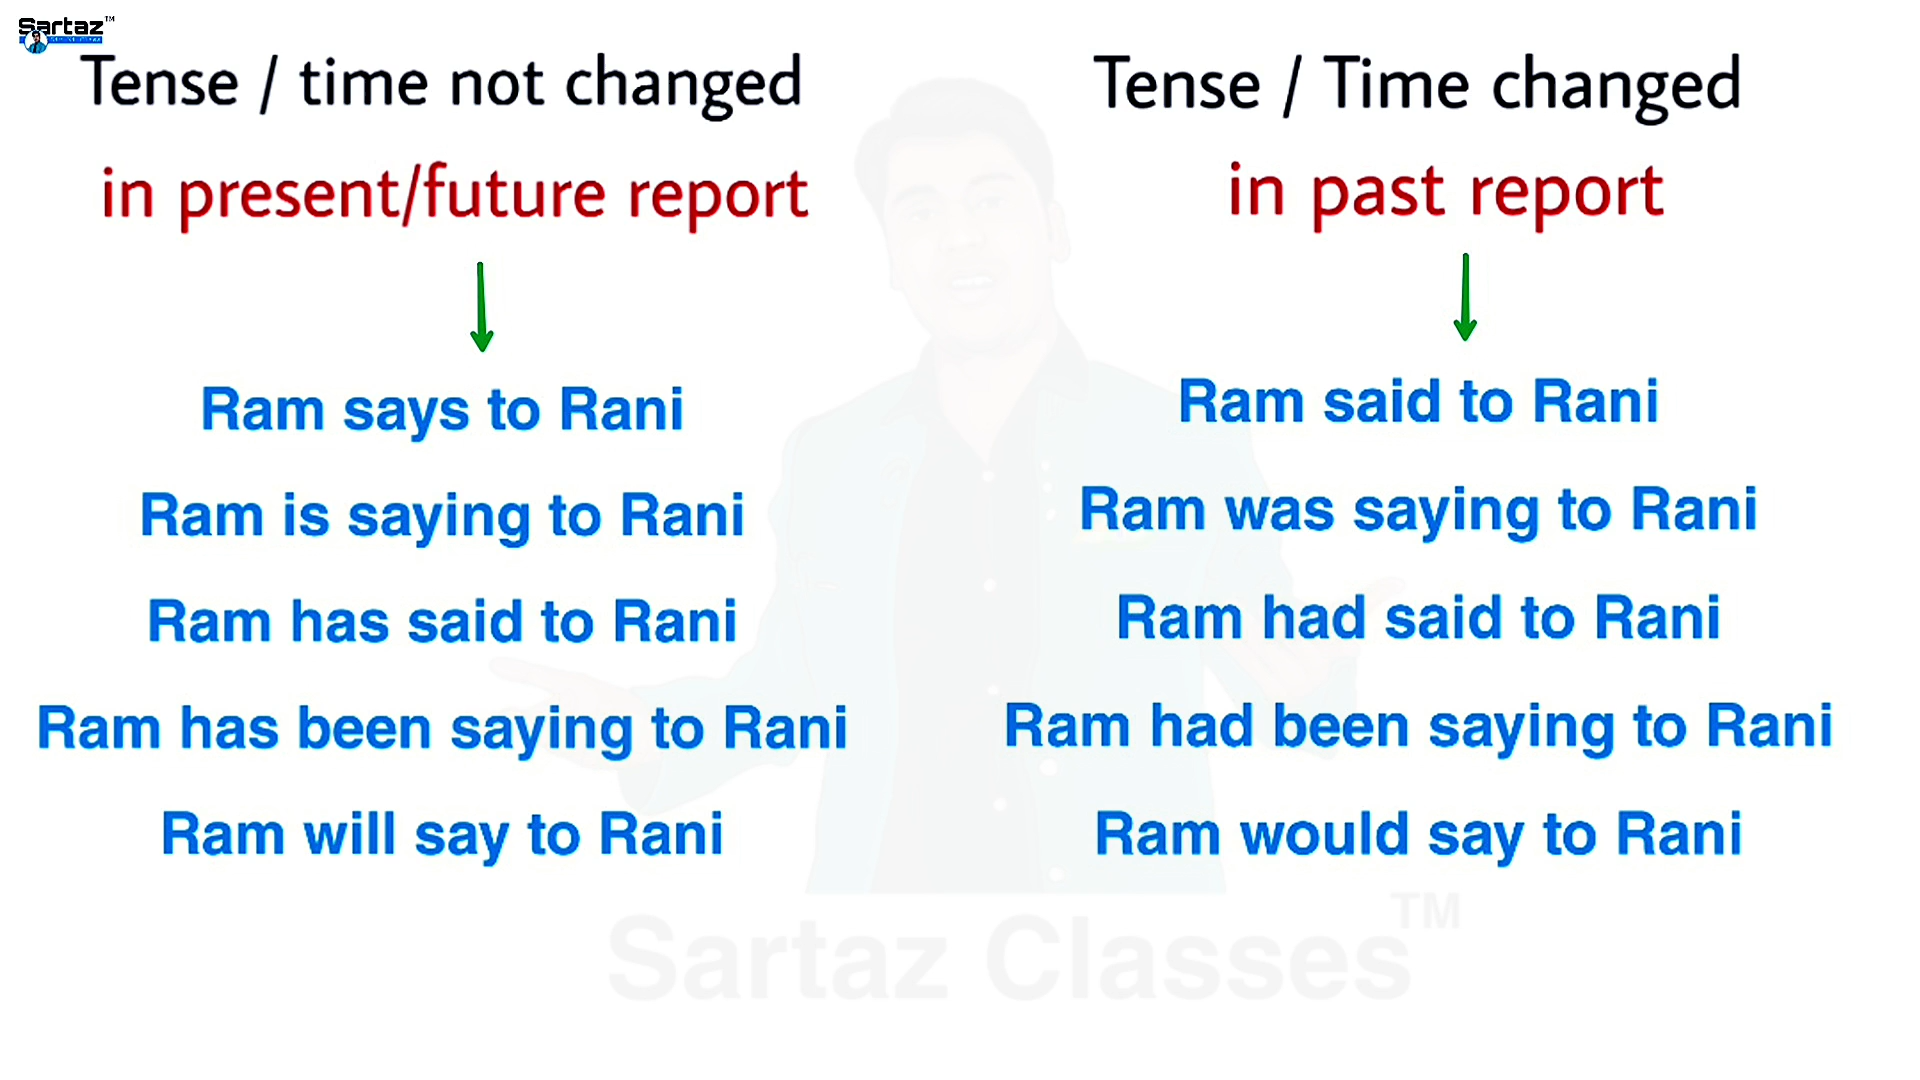 Sartaz™
Tense / time not changed
in present/future report
Ram says to Rani
Ram is saying to Rani
Ram has said to Rani
Ram has been saying to Rani
Ram will say to Rani
Tense / Time changed
in past report
Ram said to Rani
Ram was saying to Rani
Ram had said to Rani
Ram had been saying to Rani
Ram would say to Rani
Sartaz Classes™